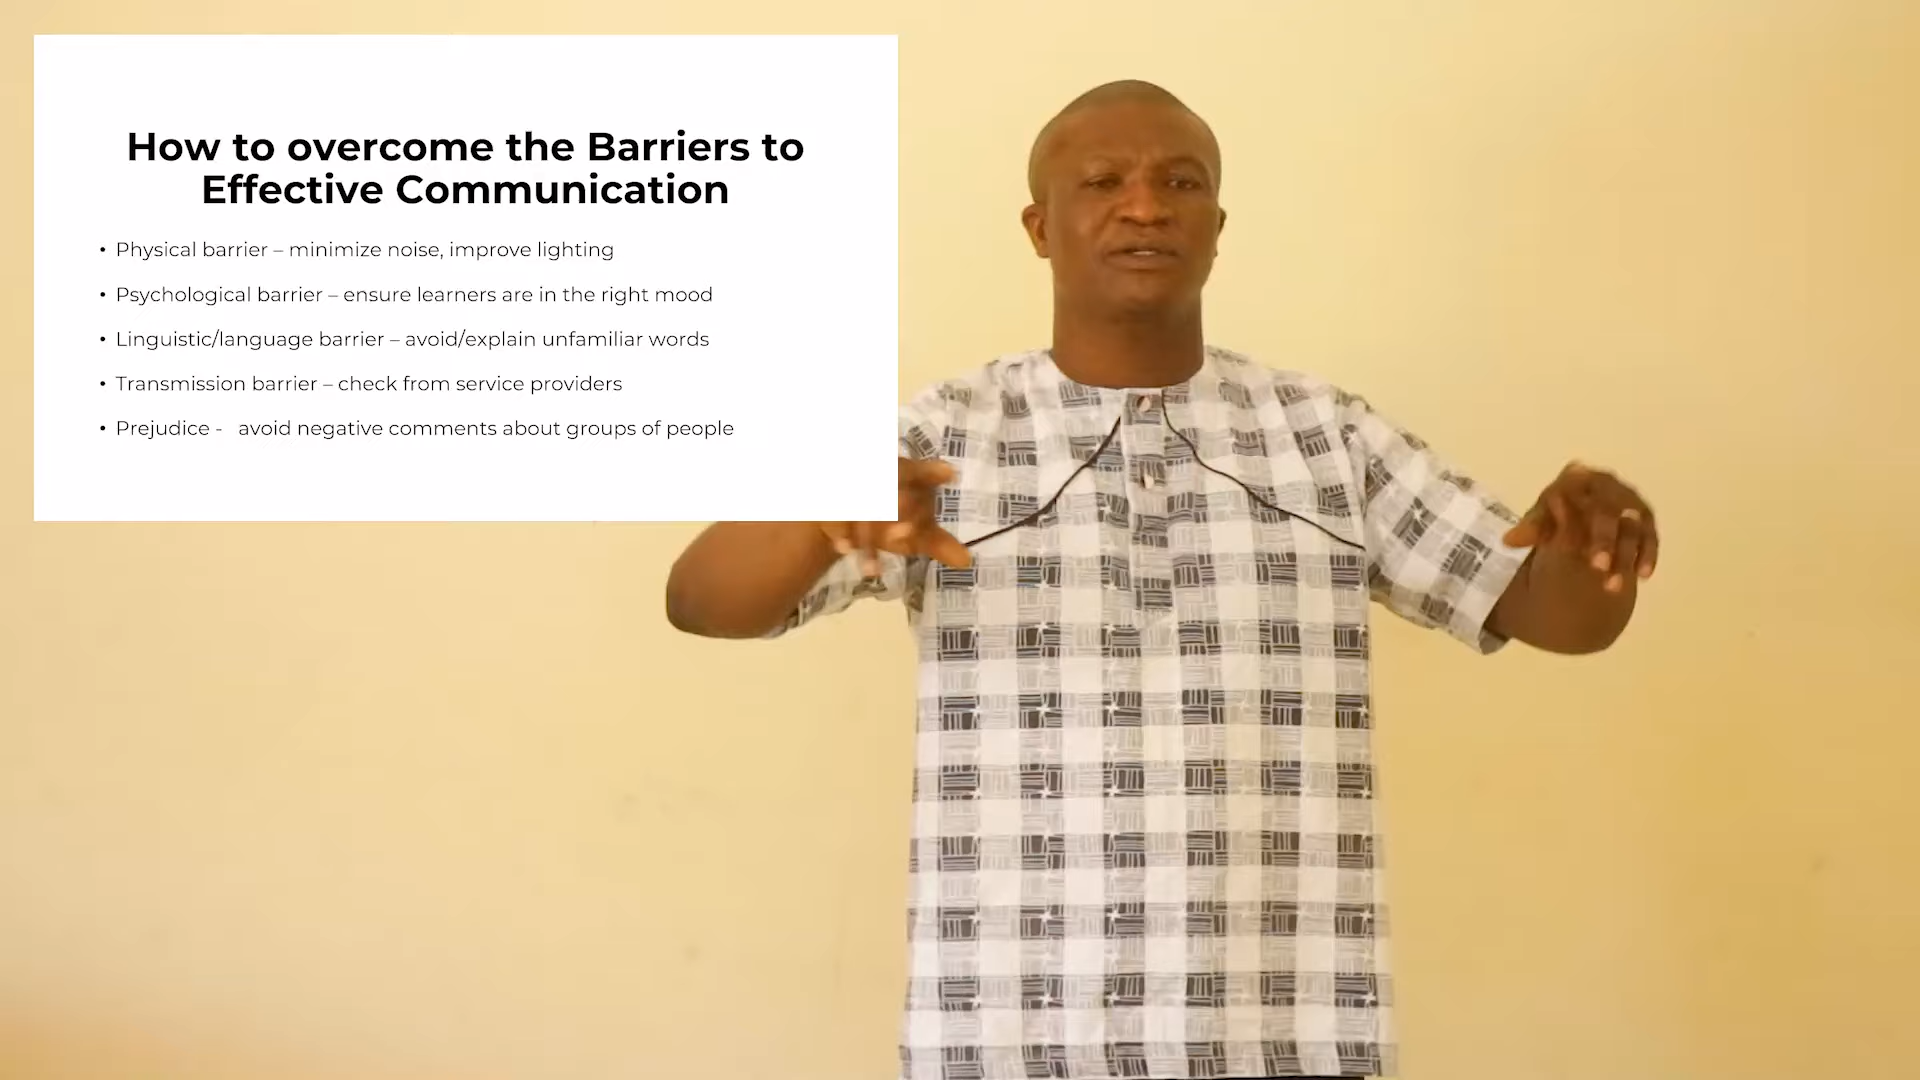 How to overcome the Barriers to
Effective Communication
• Physical barrier – minimize noise, improve lighting
• Psychological barrier – ensure learners are in the right mood
• Linguistic/language barrier – avoid/explain unfamiliar words
• Transmission barrier – check from service providers
• Prejudice - avoid negative comments about groups of people